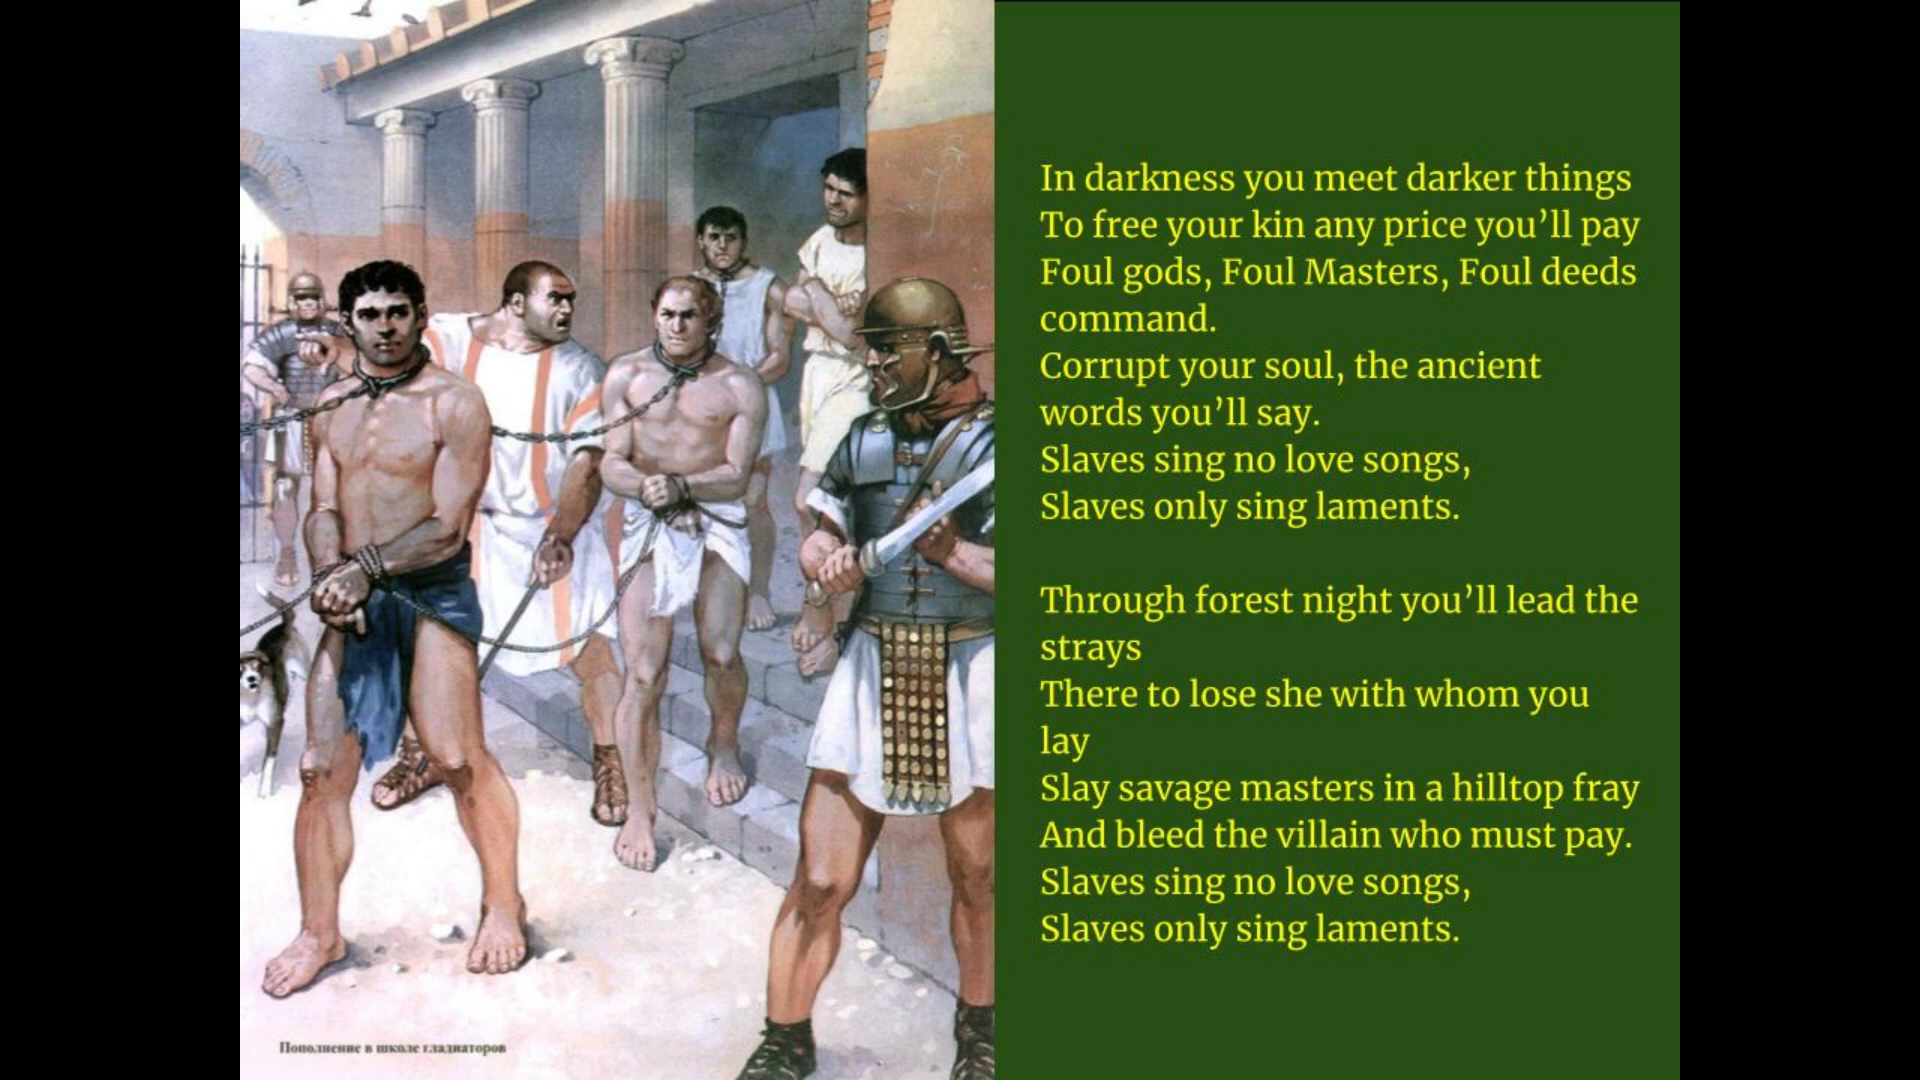 In darkness you meet darker things
To free your kin any price you’ll pay
Foul gods, Foul Masters, Foul deeds
command.
Corrupt your soul, the ancient
words you’ll say.
Slaves sing no love songs,
Slaves only sing laments.
Through forest night you’ll lead the
strays
There to lose she with whom you
lay
Slay savage masters in a hilltop fray
And bleed the villain who must pay.
Slaves sing no love songs,
Slaves only sing laments.
Пополнение в школе гладиаторов